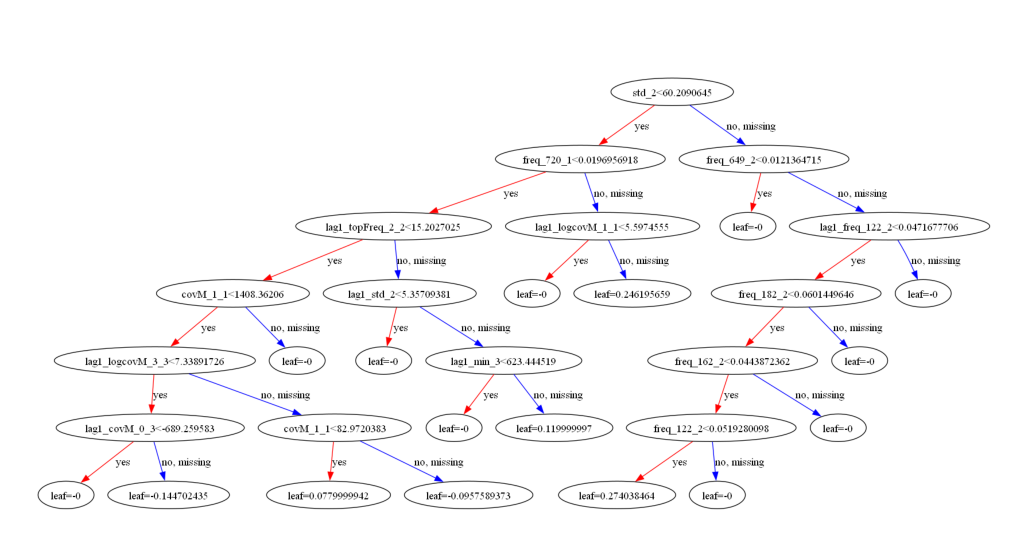 std_2<60.2090645
yes
no, missing
freq_720_1<0.0196956918
freq_649_2<0.0121364715
yes
no, missing
yes
no, missing
lag1_topFreq_2_2<15.2027025
lag1_logcovM_1_1<5.5974555
leaf=-0
lag1_freq_122_2<0.0471677706
yes
no, missing
yes
no, missing
yes
no, missing
covM_1_1<1408.36206
lag1_std_2<5.35709381
leaf=-0
leaf=0.246195659
freq_182_2<0.0601449646
leaf=-0
yes
no, missing
yes
no, missing
yes
no, missing
lag1_logcovM_3_3<7.33891726
leaf=-0
leaf=-0
lag1_min_3<623.444519
freq_162_2<0.0443872362
leaf=-0
yes
no, missing
yes
no, missing
yes
no, missing
lag1_covM_0_3<-689.259583
covM_1_1<82.9720383
leaf=-0
leaf=0.119999997
freq_122_2<0.0519280098
leaf=-0
yes
no, missing
yes
no, missing
yes
no, missing
leaf=-0
leaf=-0.144702435
leaf=0.0779999942
leaf=-0.0957589373
leaf=0.274038464
leaf=-0